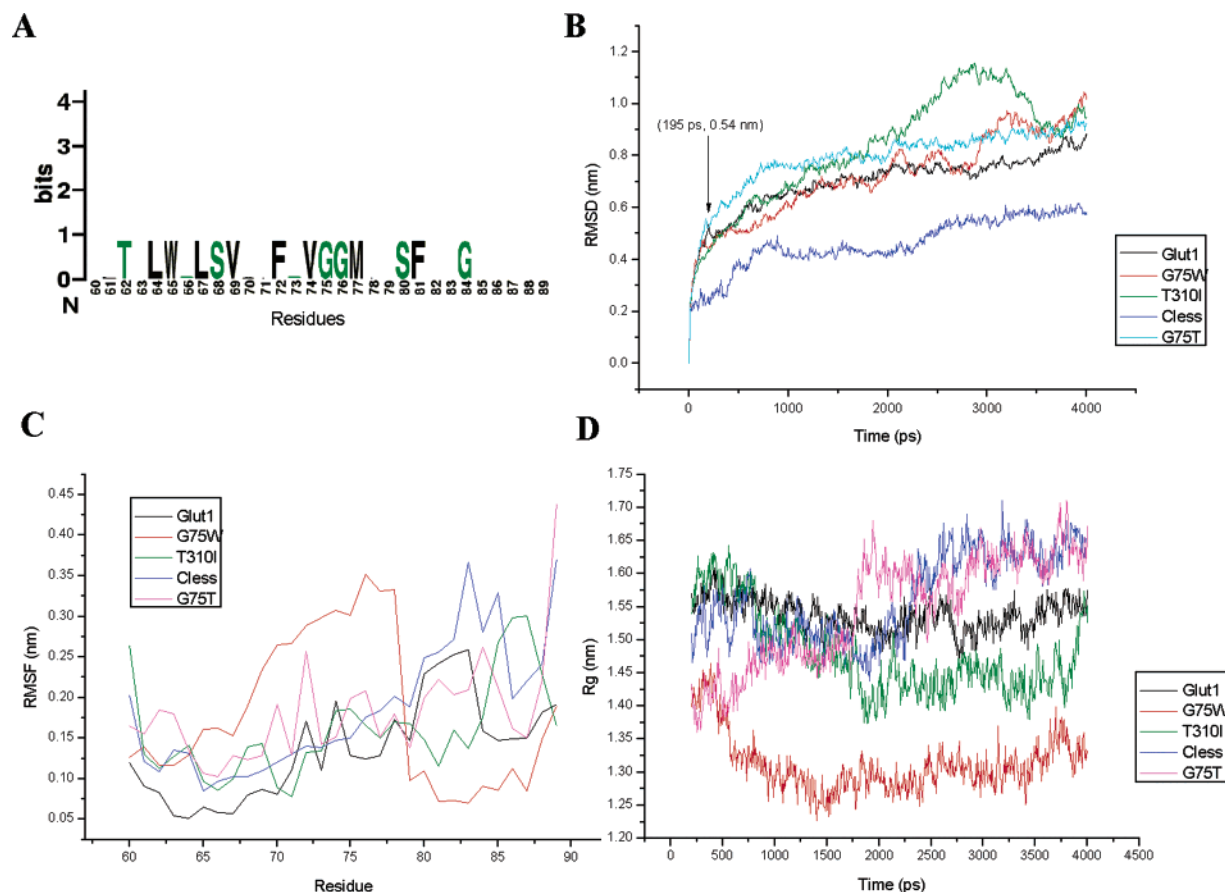 A
bits
4
3
2
1
0
T LW_LSV F_VGGM SF G
60 61 62 63 64 65 66 67 68 69 70 71 72 73 74 75 76 77 78 79 80 81 82 83 84 85 86 87 88 89
N
Residues
B
RMSD (nm)
1.2
1.0
0.8
0.6
0.4
0.2
0.0
(195 ps, 0.54 nm)
Glut1
G75W
T310I
Cless
G75T
0 1000 2000 3000 4000
Time (ps)
C
RMSF (nm)
0.45
0.40
0.35
0.30
0.25
0.20
0.15
0.10
0.05
Glut1
G75W
T310I
Cless
G75T
60 65 70 75 80 85 90
Residue
D
Rg (nm)
1.75
1.70
1.65
1.60
1.55
1.50
1.45
1.40
1.35
1.30
1.25
1.20
Glut1
G75W
T310I
Cless
G75T
0 500 1000 1500 2000 2500 3000 3500 4000 4500
Time (ps)